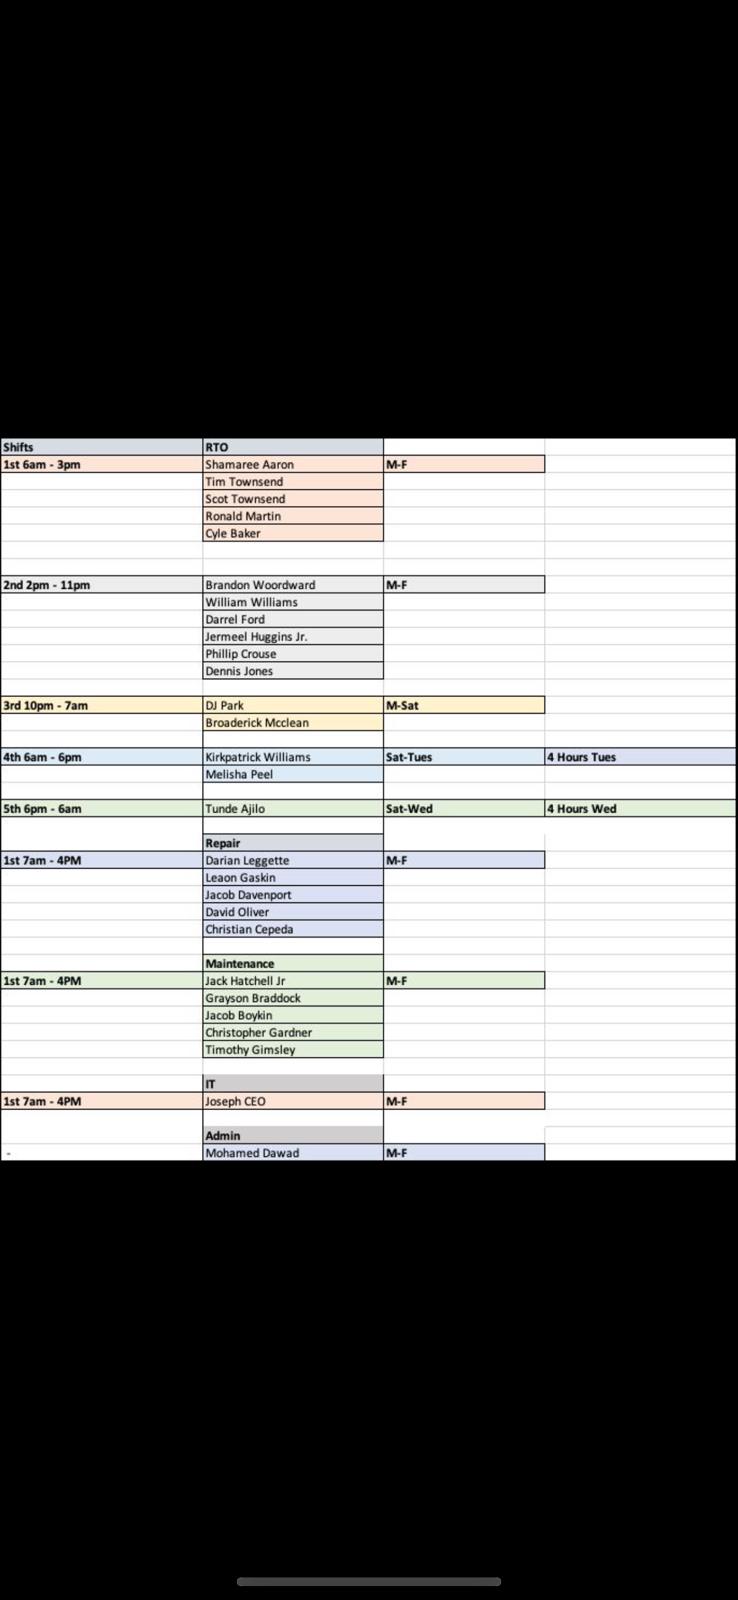 Shifts RTO
1st 6am - 3pm Shamaree Aaron M-F
Tim Townsend
Scot Townsend
Ronald Martin
Cyle Baker
2nd 2pm - 11pm Brandon Woordward M-F
William Williams
Darrel Ford
Jermeel Huggins Jr.
Phillip Crouse
Dennis Jones
3rd 10pm - 7am DJ Park M-Sat
Broaderick Mcclean
4th 6am - 6pm Kirkpatrick Williams Sat-Tues 4 Hours Tues
Melisha Peel
5th 6pm - 6am Tunde Ajilo Sat-Wed 4 Hours Wed
Repair
1st 7am - 4PM Darian Leggette M-F
Leaon Gaskin
Jacob Davenport
David Oliver
Christian Cepeda
Maintenance
1st 7am - 4PM Jack Hatchell Jr M-F
Grayson Braddock
Jacob Boykin
Christopher Gardner
Timothy Gimsley
IT
1st 7am - 4PM Joseph CEO M-F
Admin
- Mohamed Dawad M-F